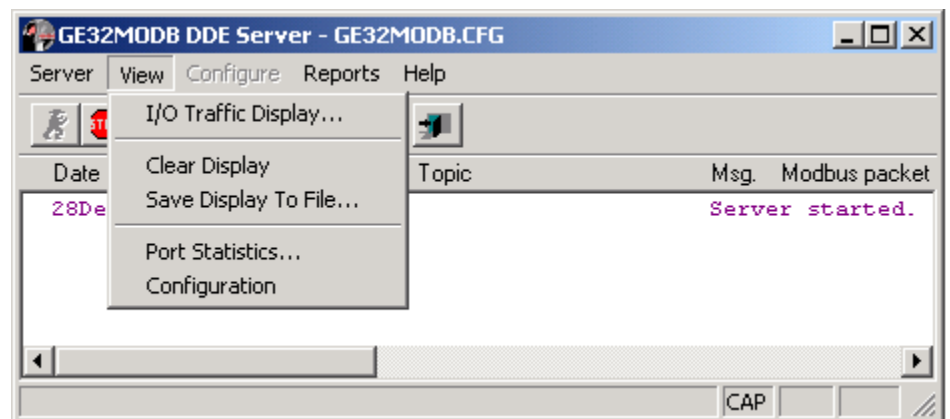 GE32MODB DDE Server - GE32MODB.CFG
Server View Configure Reports Help
I/O Traffic Display...
Date Topic Msg. Modbus packet
Clear Display
28De Server started.
Save Display To File...
Port Statistics...
Configuration
CAP